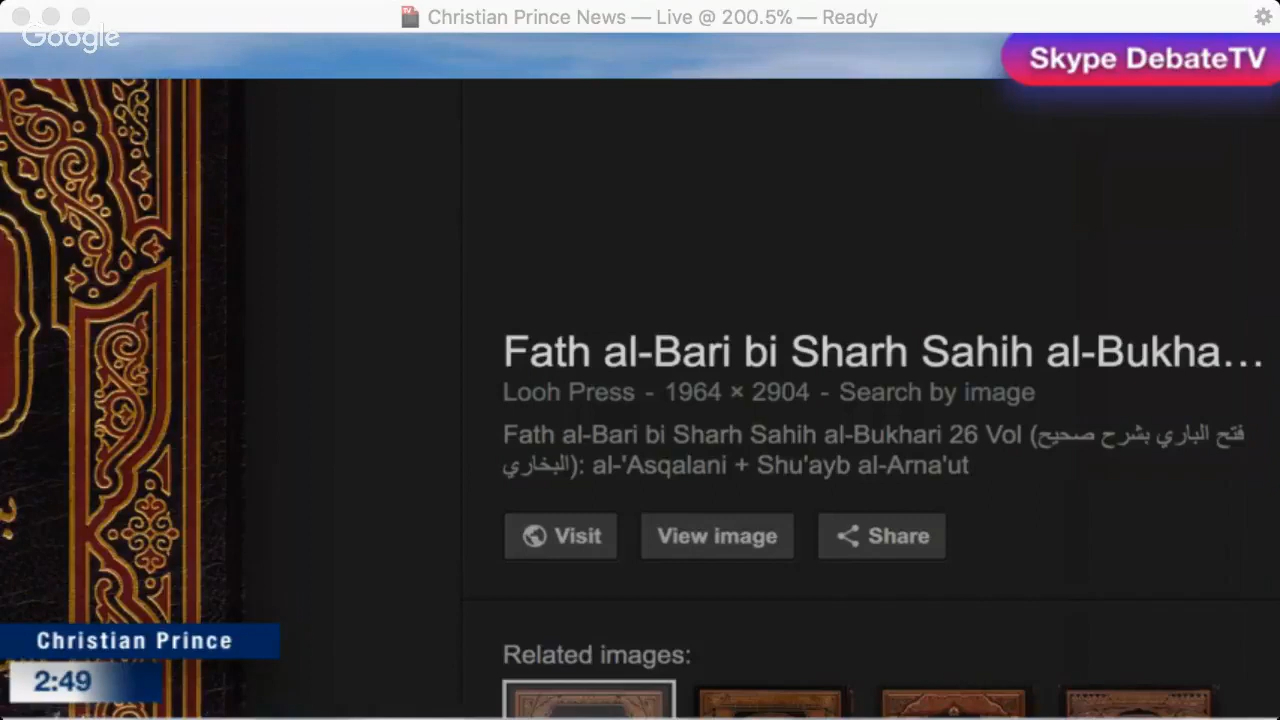 Christian Prince News — Live @ 200.5% — Ready
Google
Skype DebateTV
Fath al-Bari bi Sharh Sahih al-Bukha...
Looh Press - 1964 × 2904 - Search by image
Fath al-Bari bi Sharh Sahih al-Bukhari 26 Vol (فتح الباري بشرح صحيح
البخاري): al-'Asqalani + Shu'ayb al-Arna'ut
Visit
View image
Share
Related images:
Christian Prince
2:49